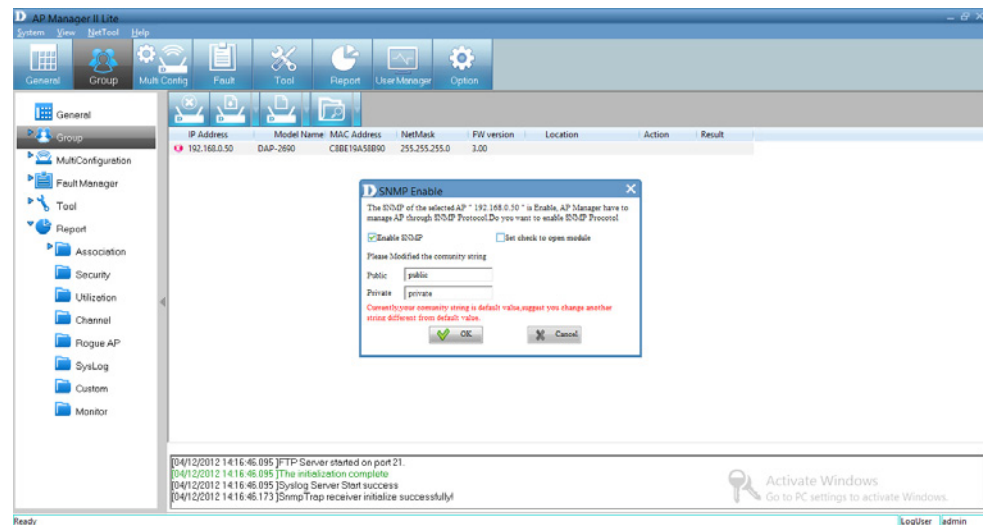 D AP Manager II Lite
System View NetTool Help
General Group Multi Config Fault Tool Report User Manager Option
General
Group
MultiConfiguration
Fault Manager
Tool
Report
Association
Security
Utilization
Channel
Rogue AP
SysLog
Custom
Monitor
IP Address Model Name MAC Address NetMask FW version Location Action Result
192.168.0.50 DAP-2690 C8BE19A58B90 255.255.255.0 3.00
D SNMP Enable
The SNMP of the selected AP " 192.168.0.50 " is Enable, AP Manager have to
manage AP through SNMP Protocol.Do you want to enable SNMP Procotol
Enable SNMP Set check to open module
Please Modified the comunity string
Public public
Private private
Currently,your comunity string is default value,suggest you change another
string different from default value.
OK Cancel
[04/12/2012 14:16:46.095 ]FTP Server started on port 21.
[04/12/2012 14:16:46.095 ]The initialization complete
[04/12/2012 14:16:46.095 ]Syslog Server Start success
[04/12/2012 14:16:46.173 ]SnmpTrap receiver initialize successfully!
Activate Windows
Go to PC settings to activate Windows.
Ready LogUser admin